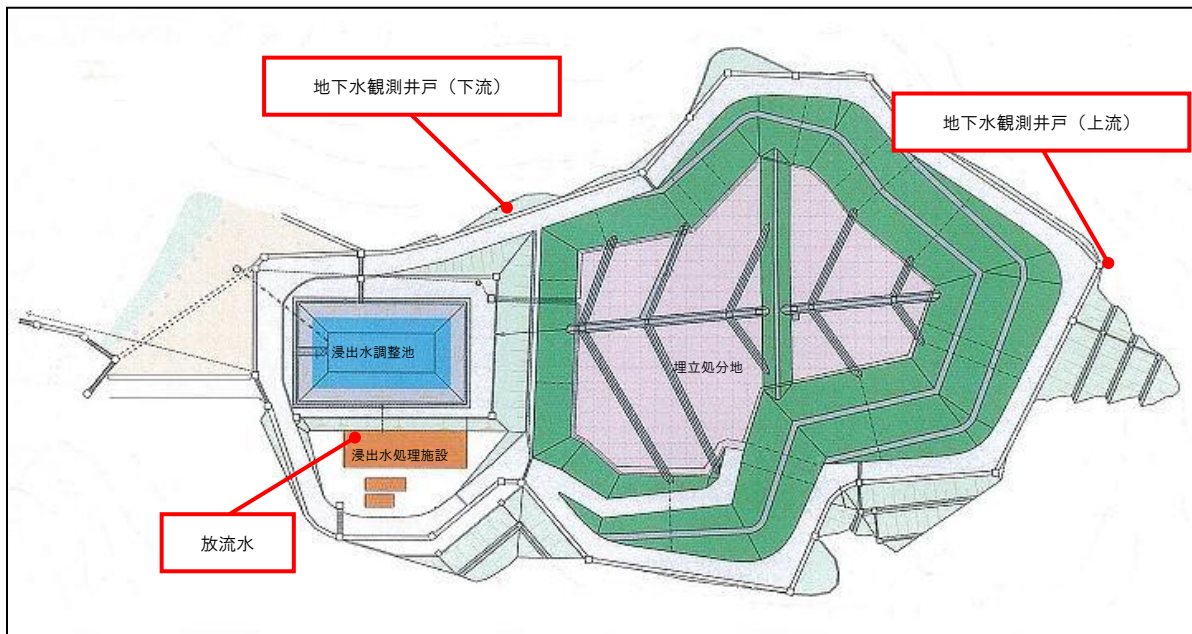 地下水観測井戸（下流）
地下水観測井戸（上流）
浸出水調整池
埋立処分地
浸出水処理施設
放流水